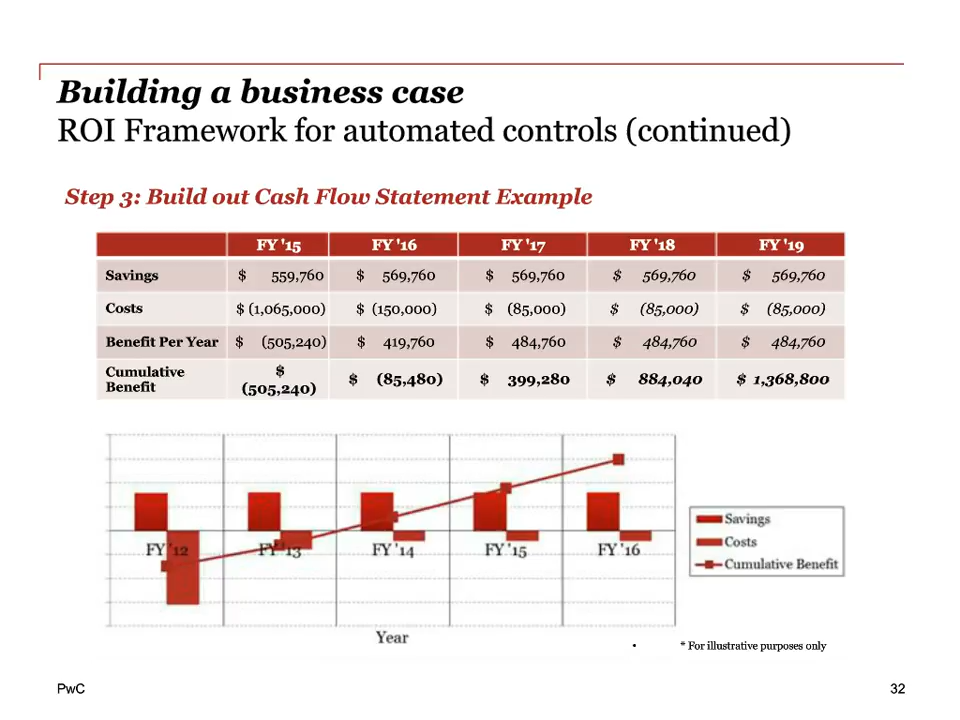 Building a business case
ROI Framework for automated controls (continued)
Step 3: Build out Cash Flow Statement Example
FY '15 FY '16 FY '17 FY '18 FY '19
Savings $ 559,760 $ 569,760 $ 569,760 $ 569,760 $ 569,760
Costs $ (1,065,000) $ (150,000) $ (85,000) $ (85,000) $ (85,000)
Benefit Per Year $ (505,240) $ 419,760 $ 484,760 $ 484,760 $ 484,760
Cumulative
Benefit
$
(505,240)
$ (85,480) $ 399,280 $ 884,040 $ 1,368,800
Savings
Costs
Cumulative Benefit
FY '12 FY '13 FY '14 FY '15 FY '16
Year
• * For illustrative purposes only
PwC 32